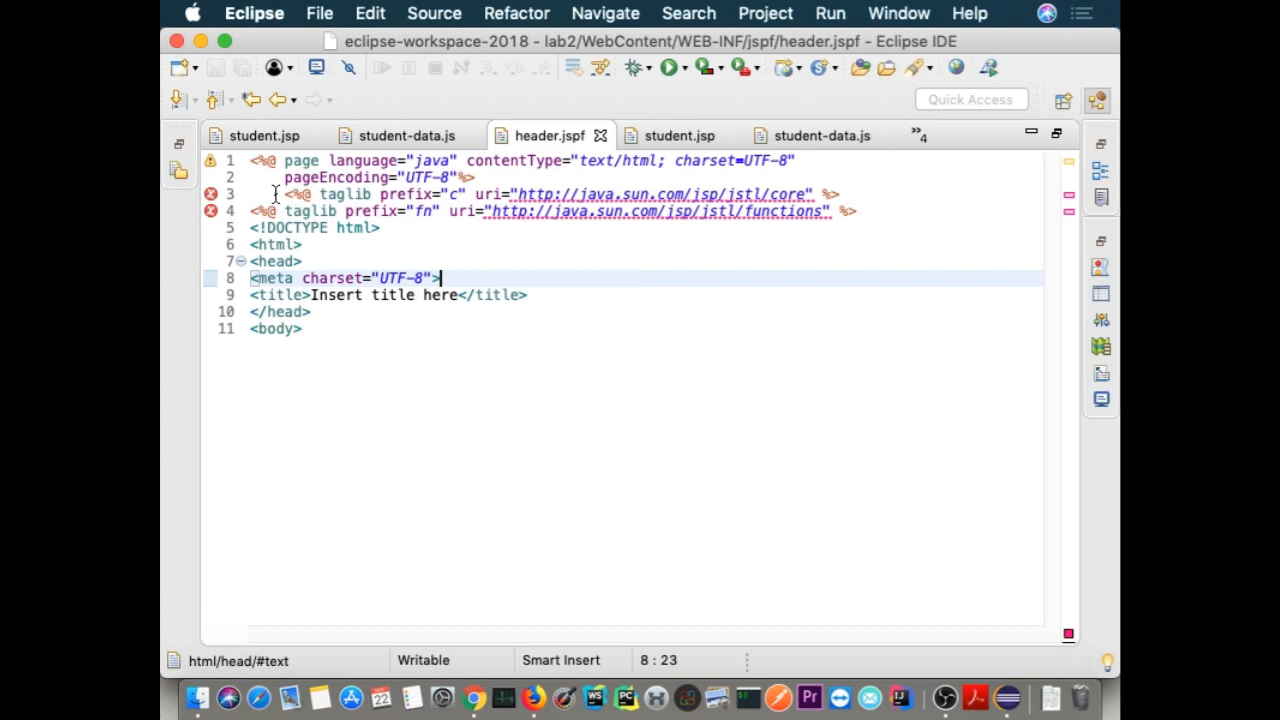 Eclipse File Edit Source Refactor Navigate Search Project Run Window Help
eclipse-workspace-2018 - lab2/WebContent/WEB-INF/jspf/header.jspf - Eclipse IDE
Quick Access
student.jsp student-data.js header.jspf student.jsp student-data.js »4
1 <%@ page language="java" contentType="text/html; charset=UTF-8"
2 pageEncoding="UTF-8"%>
3 <%@ taglib prefix="c" uri="http://java.sun.com/jsp/jstl/core" %>
4 <%@ taglib prefix="fn" uri="http://java.sun.com/jsp/jstl/functions" %>
5 <!DOCTYPE html>
6 <html>
7 <head>
8 <meta charset="UTF-8">
9 <title>Insert title here</title>
10 </head>
11 <body>
html/head/#text Writable Smart Insert 8 : 23
22 WS PC Pr IJ